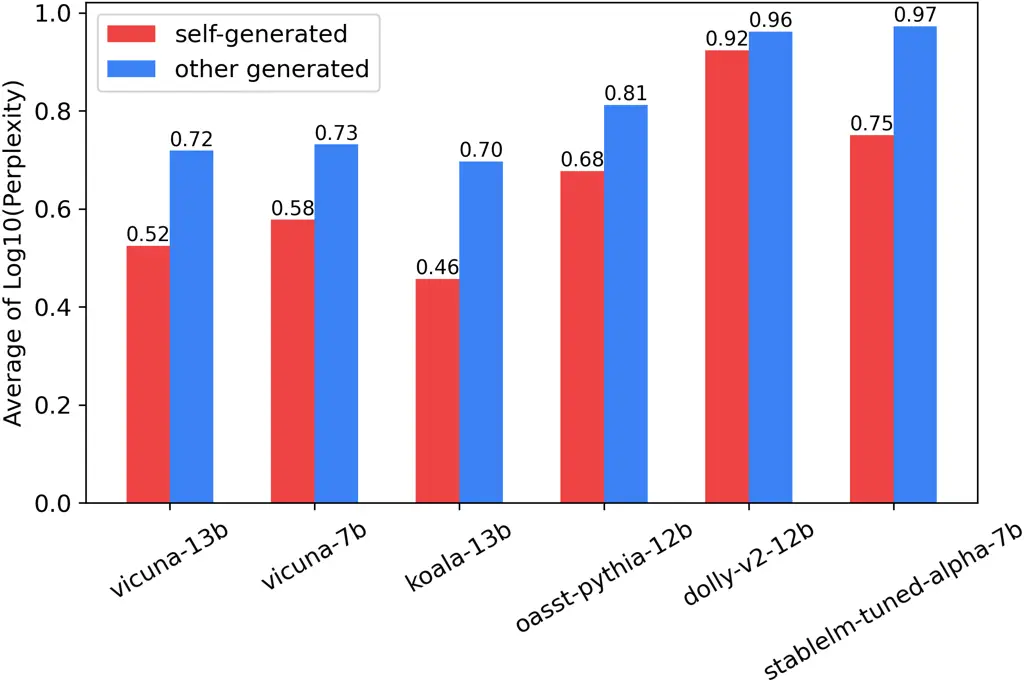 Average of Log10(Perplexity)
1.0
0.8
0.6
0.4
0.2
0.0
self-generated
other generated
0.52
0.72
0.58
0.73
0.46
0.70
0.68
0.81
0.92
0.96
0.75
0.97
vicuna-13b
vicuna-7b
koala-13b
oasst-pythia-12b
dolly-v2-12b
stablelm-tuned-alpha-7b